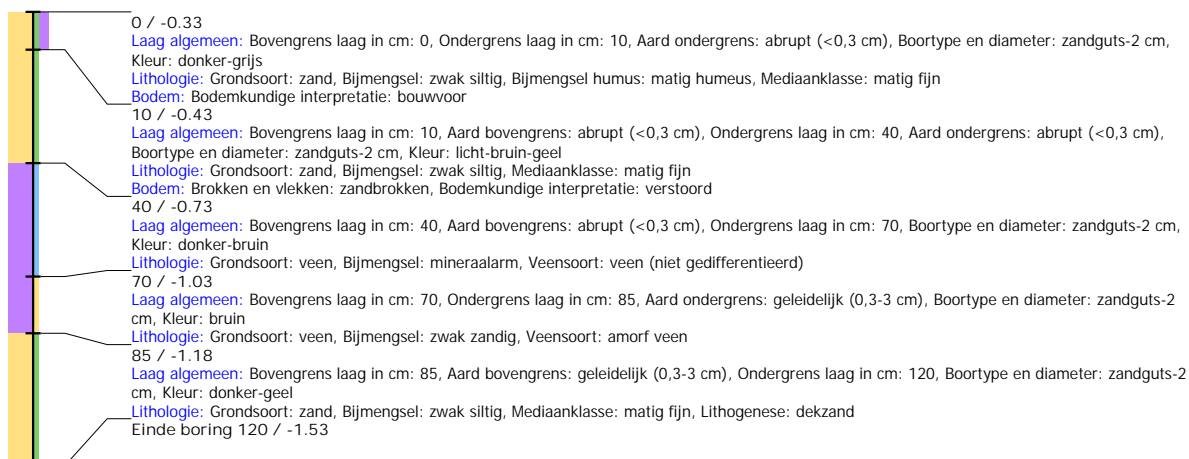 0 / -0.33
Laag algemeen: Bovengrens laag in cm: 0, Ondergrens laag in cm: 10, Aard ondergrens: abrupt (<0,3 cm), Boortype en diameter: zandguts-2 cm,
Kleur: donker-grijs
Lithologie: Grondsoort: zand, Bijmengsel: zwak siltig, Bijmengsel humus: matig humeus, Mediaanklasse: matig fijn
Bodem: Bodemkundige interpretatie: bouwvoor
10 / -0.43
Laag algemeen: Bovengrens laag in cm: 10, Aard bovengrens: abrupt (<0,3 cm), Ondergrens laag in cm: 40, Aard ondergrens: abrupt (<0,3 cm),
Boortype en diameter: zandguts-2 cm, Kleur: licht-bruin-geel
Lithologie: Grondsoort: zand, Bijmengsel: zwak siltig, Mediaanklasse: matig fijn
Bodem: Brokken en vlekken: zandbrokken, Bodemkundige interpretatie: verstoord
40 / -0.73
Laag algemeen: Bovengrens laag in cm: 40, Aard bovengrens: abrupt (<0,3 cm), Ondergrens laag in cm: 70, Boortype en diameter: zandguts-2 cm,
Kleur: donker-bruin
Lithologie: Grondsoort: veen, Bijmengsel: mineraalarm, Veensoort: veen (niet gedifferentieerd)
70 / -1.03
Laag algemeen: Bovengrens laag in cm: 70, Ondergrens laag in cm: 85, Aard ondergrens: geleidelijk (0,3-3 cm), Boortype en diameter: zandguts-2
cm, Kleur: bruin
Lithologie: Grondsoort: veen, Bijmengsel: zwak zandig, Veensoort: amorf veen
85 / -1.18
Laag algemeen: Bovengrens laag in cm: 85, Aard bovengrens: geleidelijk (0,3-3 cm), Ondergrens laag in cm: 120, Boortype en diameter: zandguts-2
cm, Kleur: donker-geel
Lithologie: Grondsoort: zand, Bijmengsel: zwak siltig, Mediaanklasse: matig fijn, Lithogenese: dekzand
Einde boring 120 / -1.53